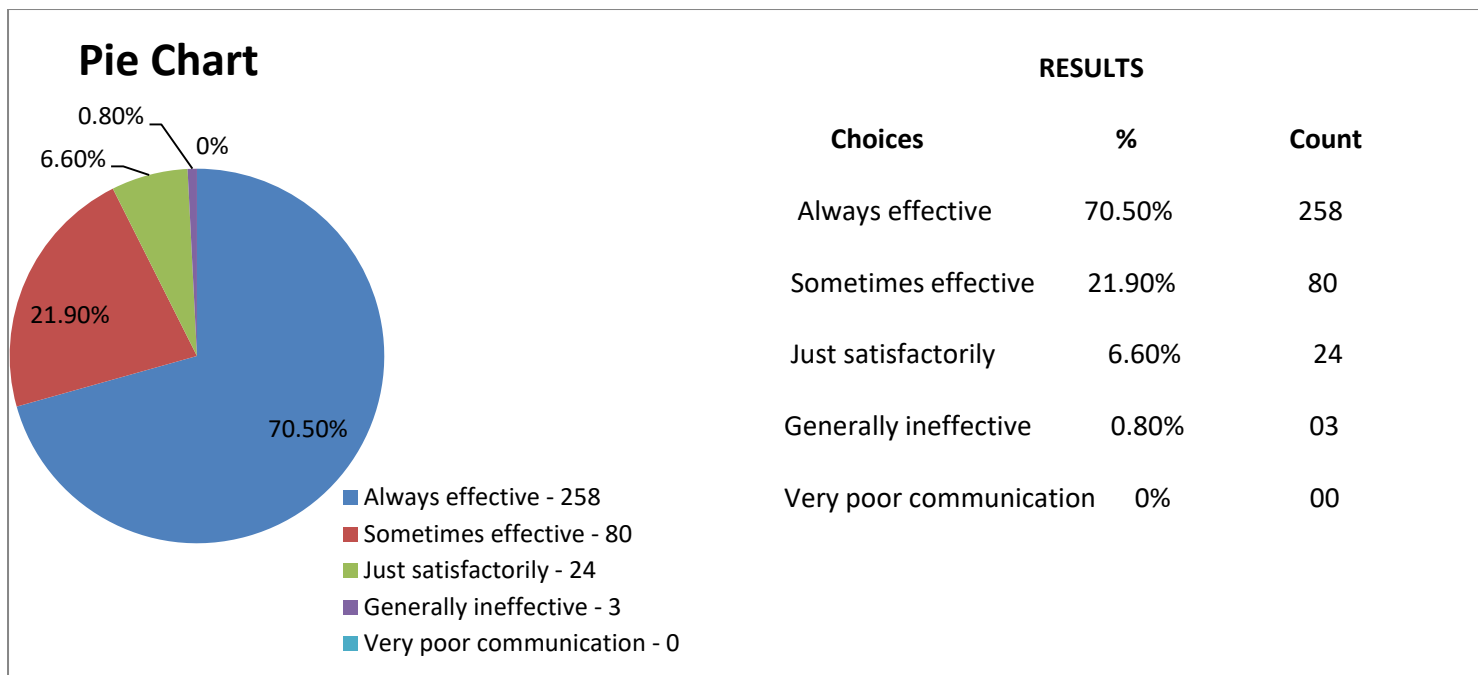 Pie Chart
0.80%
0%
6.60%
21.90%
70.50%
Always effective - 258
Sometimes effective - 80
Just satisfactorily - 24
Generally ineffective - 3
Very poor communication - 0
RESULTS
Choices % Count
Always effective 70.50% 258
Sometimes effective 21.90% 80
Just satisfactorily 6.60% 24
Generally ineffective 0.80% 03
Very poor communication 0% 00